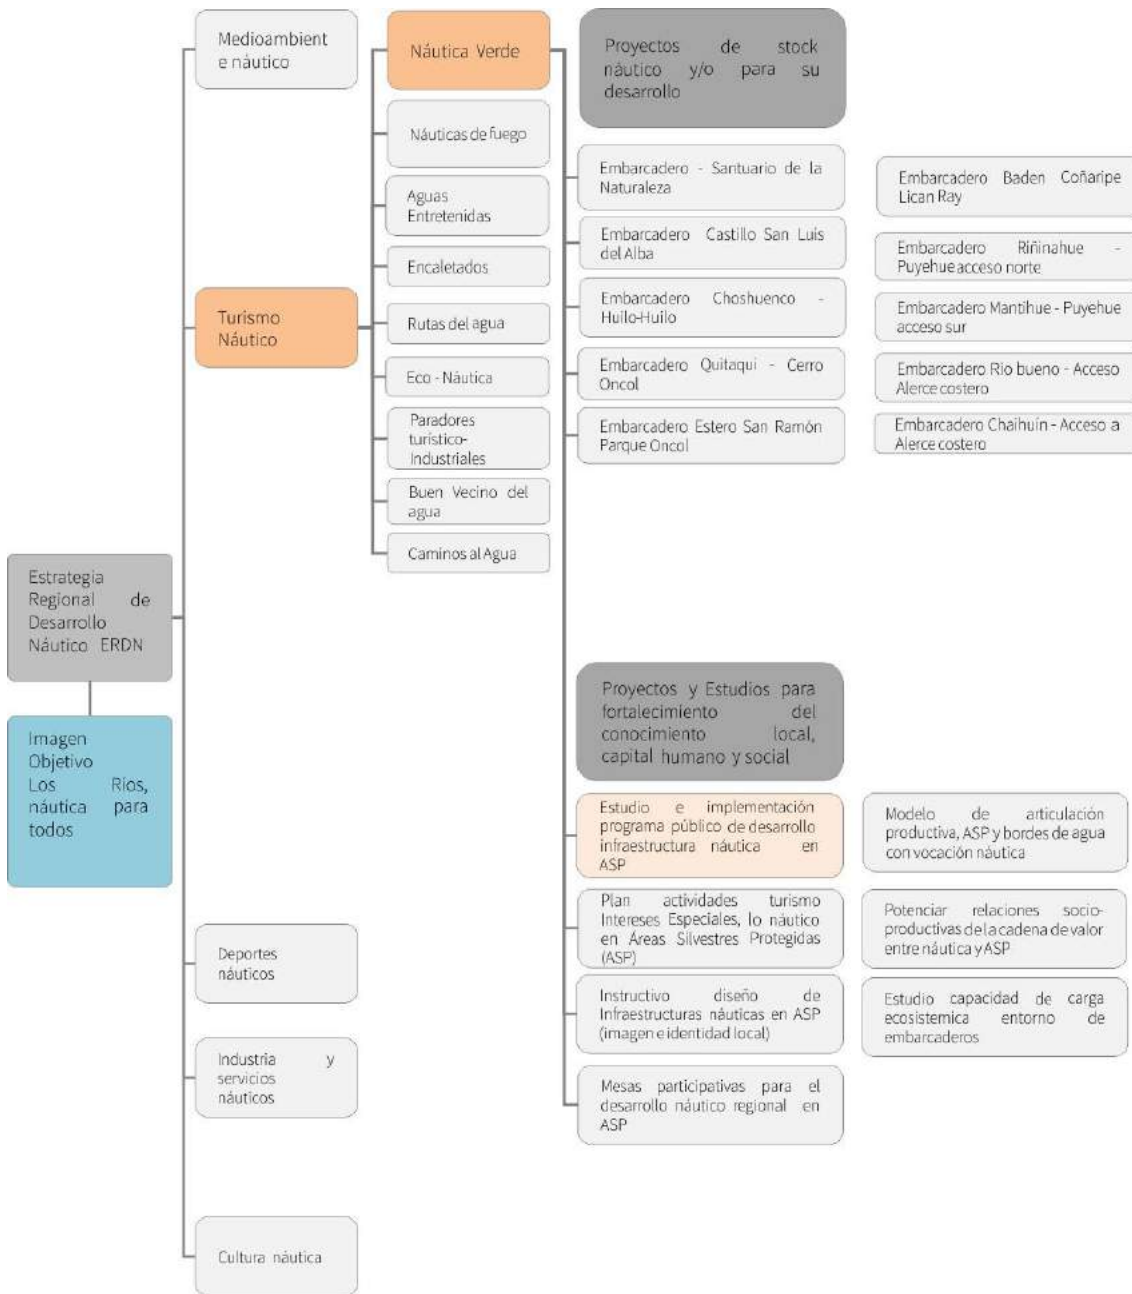 Estrategia
Regional de
Desarrollo
Náutico ERDN
Imagen
Objetivo
Los Ríos,
náutica para
todos
Medioambient
e náutico
Turismo
Náutico
Deportes
náuticos
Industria y
servicios
náuticos
Cultura náutica
Náutica Verde
Náuticas de fuego
Aguas
Entretenidas
Encaletados
Rutas del agua
Eco - Náutica
Paradores
turístico-
Industriales
Buen Vecino del
agua
Caminos al Agua
Proyectos de stock
náutico y/o para su
desarrollo
Embarcadero - Santuario de la
Naturaleza
Embarcadero Castillo San Luis
del Alba
Embarcadero Choshuenco -
Huilo-Huilo
Embarcadero Quitaqui - Cerro
Oncol
Embarcadero Estero San Ramón
Parque Oncol
Embarcadero Baden Coñaripe
Lican Ray
Embarcadero Riñinahue -
Puyehue acceso norte
Embarcadero Mantihue - Puyehue
acceso sur
Embarcadero Rio bueno - Acceso
Alerce costero
Embarcadero Chaihuín - Acceso a
Alerce costero
Proyectos y Estudios para
fortalecimiento del
conocimiento local,
capital humano y social
Estudio e implementación
programa público de desarrollo
infraestructura náutica en
ASP
Plan actividades turismo
Intereses Especiales, lo náutico
en Áreas Silvestres Protegidas
(ASP)
Instructivo diseño de
Infraestructuras náuticas en ASP
(imagen e identidad local)
Mesas participativas para el
desarrollo náutico regional en
ASP
Modelo de articulación
productiva, ASP y bordes de agua
con vocación náutica
Potenciar relaciones socio-
productivas de la cadena de valor
entre náutica y ASP
Estudio capacidad de carga
ecosistemica entorno de
embarcaderos